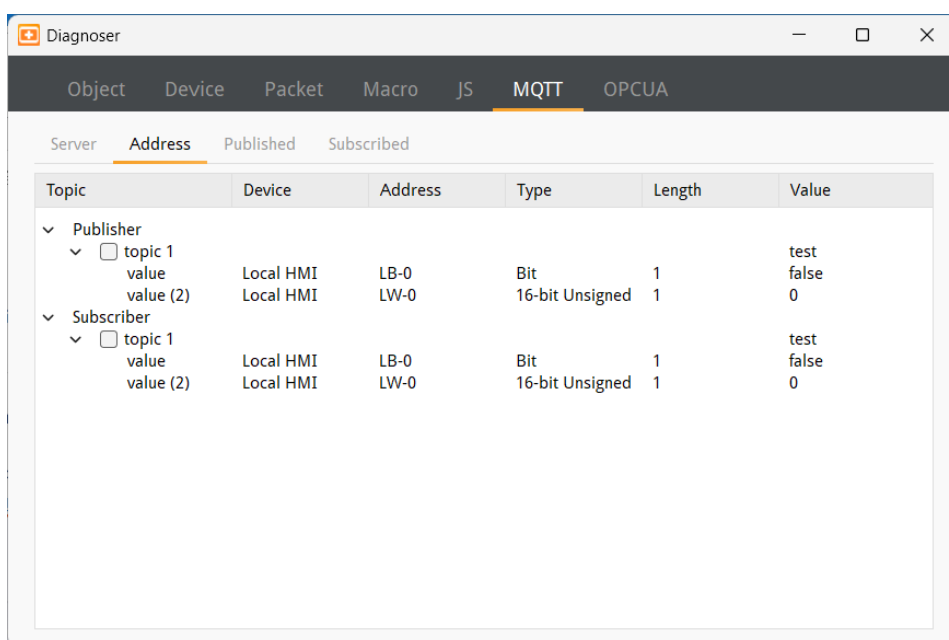 Diagnoser
Object Device Packet Macro JS MQTT OPCUA
Server Address Published Subscribed
Topic Device Address Type Length Value
Publisher
topic 1 test
value Local HMI LB-0 Bit 1 false
value (2) Local HMI LW-0 16-bit Unsigned 1 0
Subscriber
topic 1 test
value Local HMI LB-0 Bit 1 false
value (2) Local HMI LW-0 16-bit Unsigned 1 0